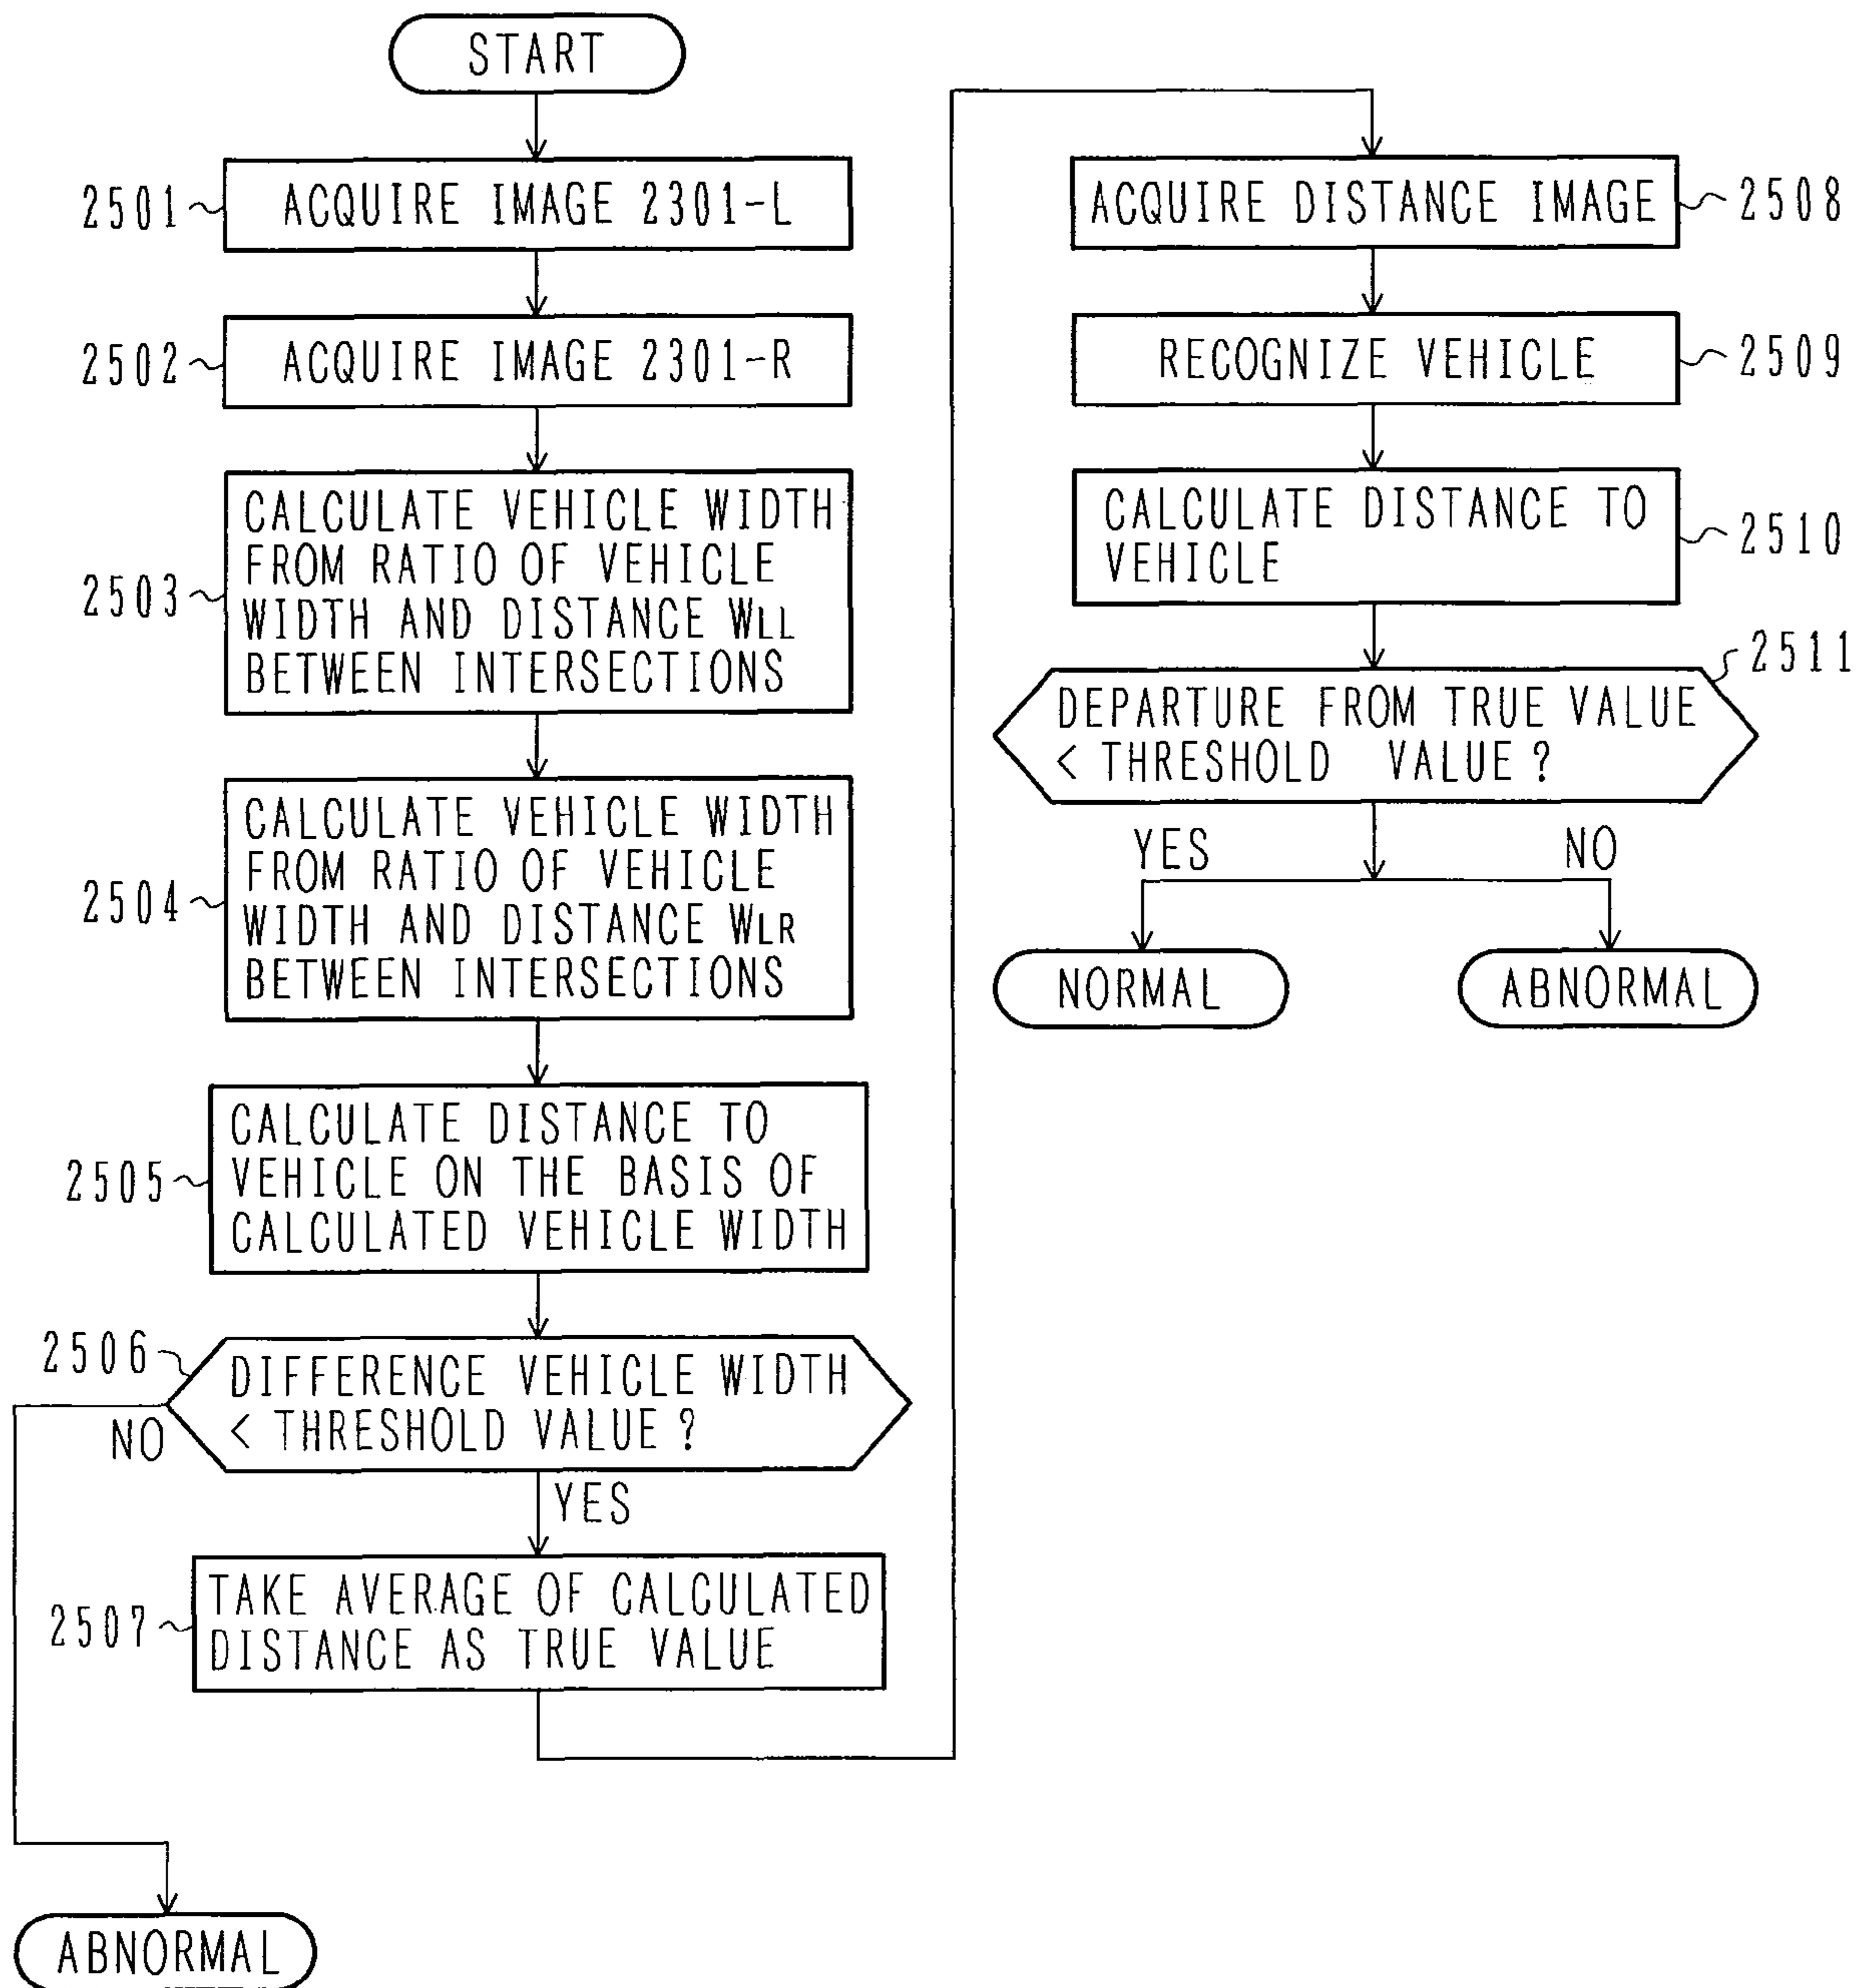 START
2501
ACQUIRE IMAGE 2301-L
2502
ACQUIRE IMAGE 2301-R
2503
CALCULATE VEHICLE WIDTH
FROM RATIO OF VEHICLE
WIDTH AND DISTANCE WLL
BETWEEN INTERSECTIONS
2504
CALCULATE VEHICLE WIDTH
FROM RATIO OF VEHICLE
WIDTH AND DISTANCE WLR
BETWEEN INTERSECTIONS
2505
CALCULATE DISTANCE TO
VEHICLE ON THE BASIS OF
CALCULATED VEHICLE WIDTH
2506
DIFFERENCE VEHICLE WIDTH
< THRESHOLD VALUE ?
NO
YES
2507
TAKE AVERAGE OF CALCULATED
DISTANCE AS TRUE VALUE
ABNORMAL
ACQUIRE DISTANCE IMAGE
2508
RECOGNIZE VEHICLE
2509
CALCULATE DISTANCE TO
VEHICLE
2510
2511
DEPARTURE FROM TRUE VALUE
< THRESHOLD VALUE ?
YES
NO
NORMAL
ABNORMAL